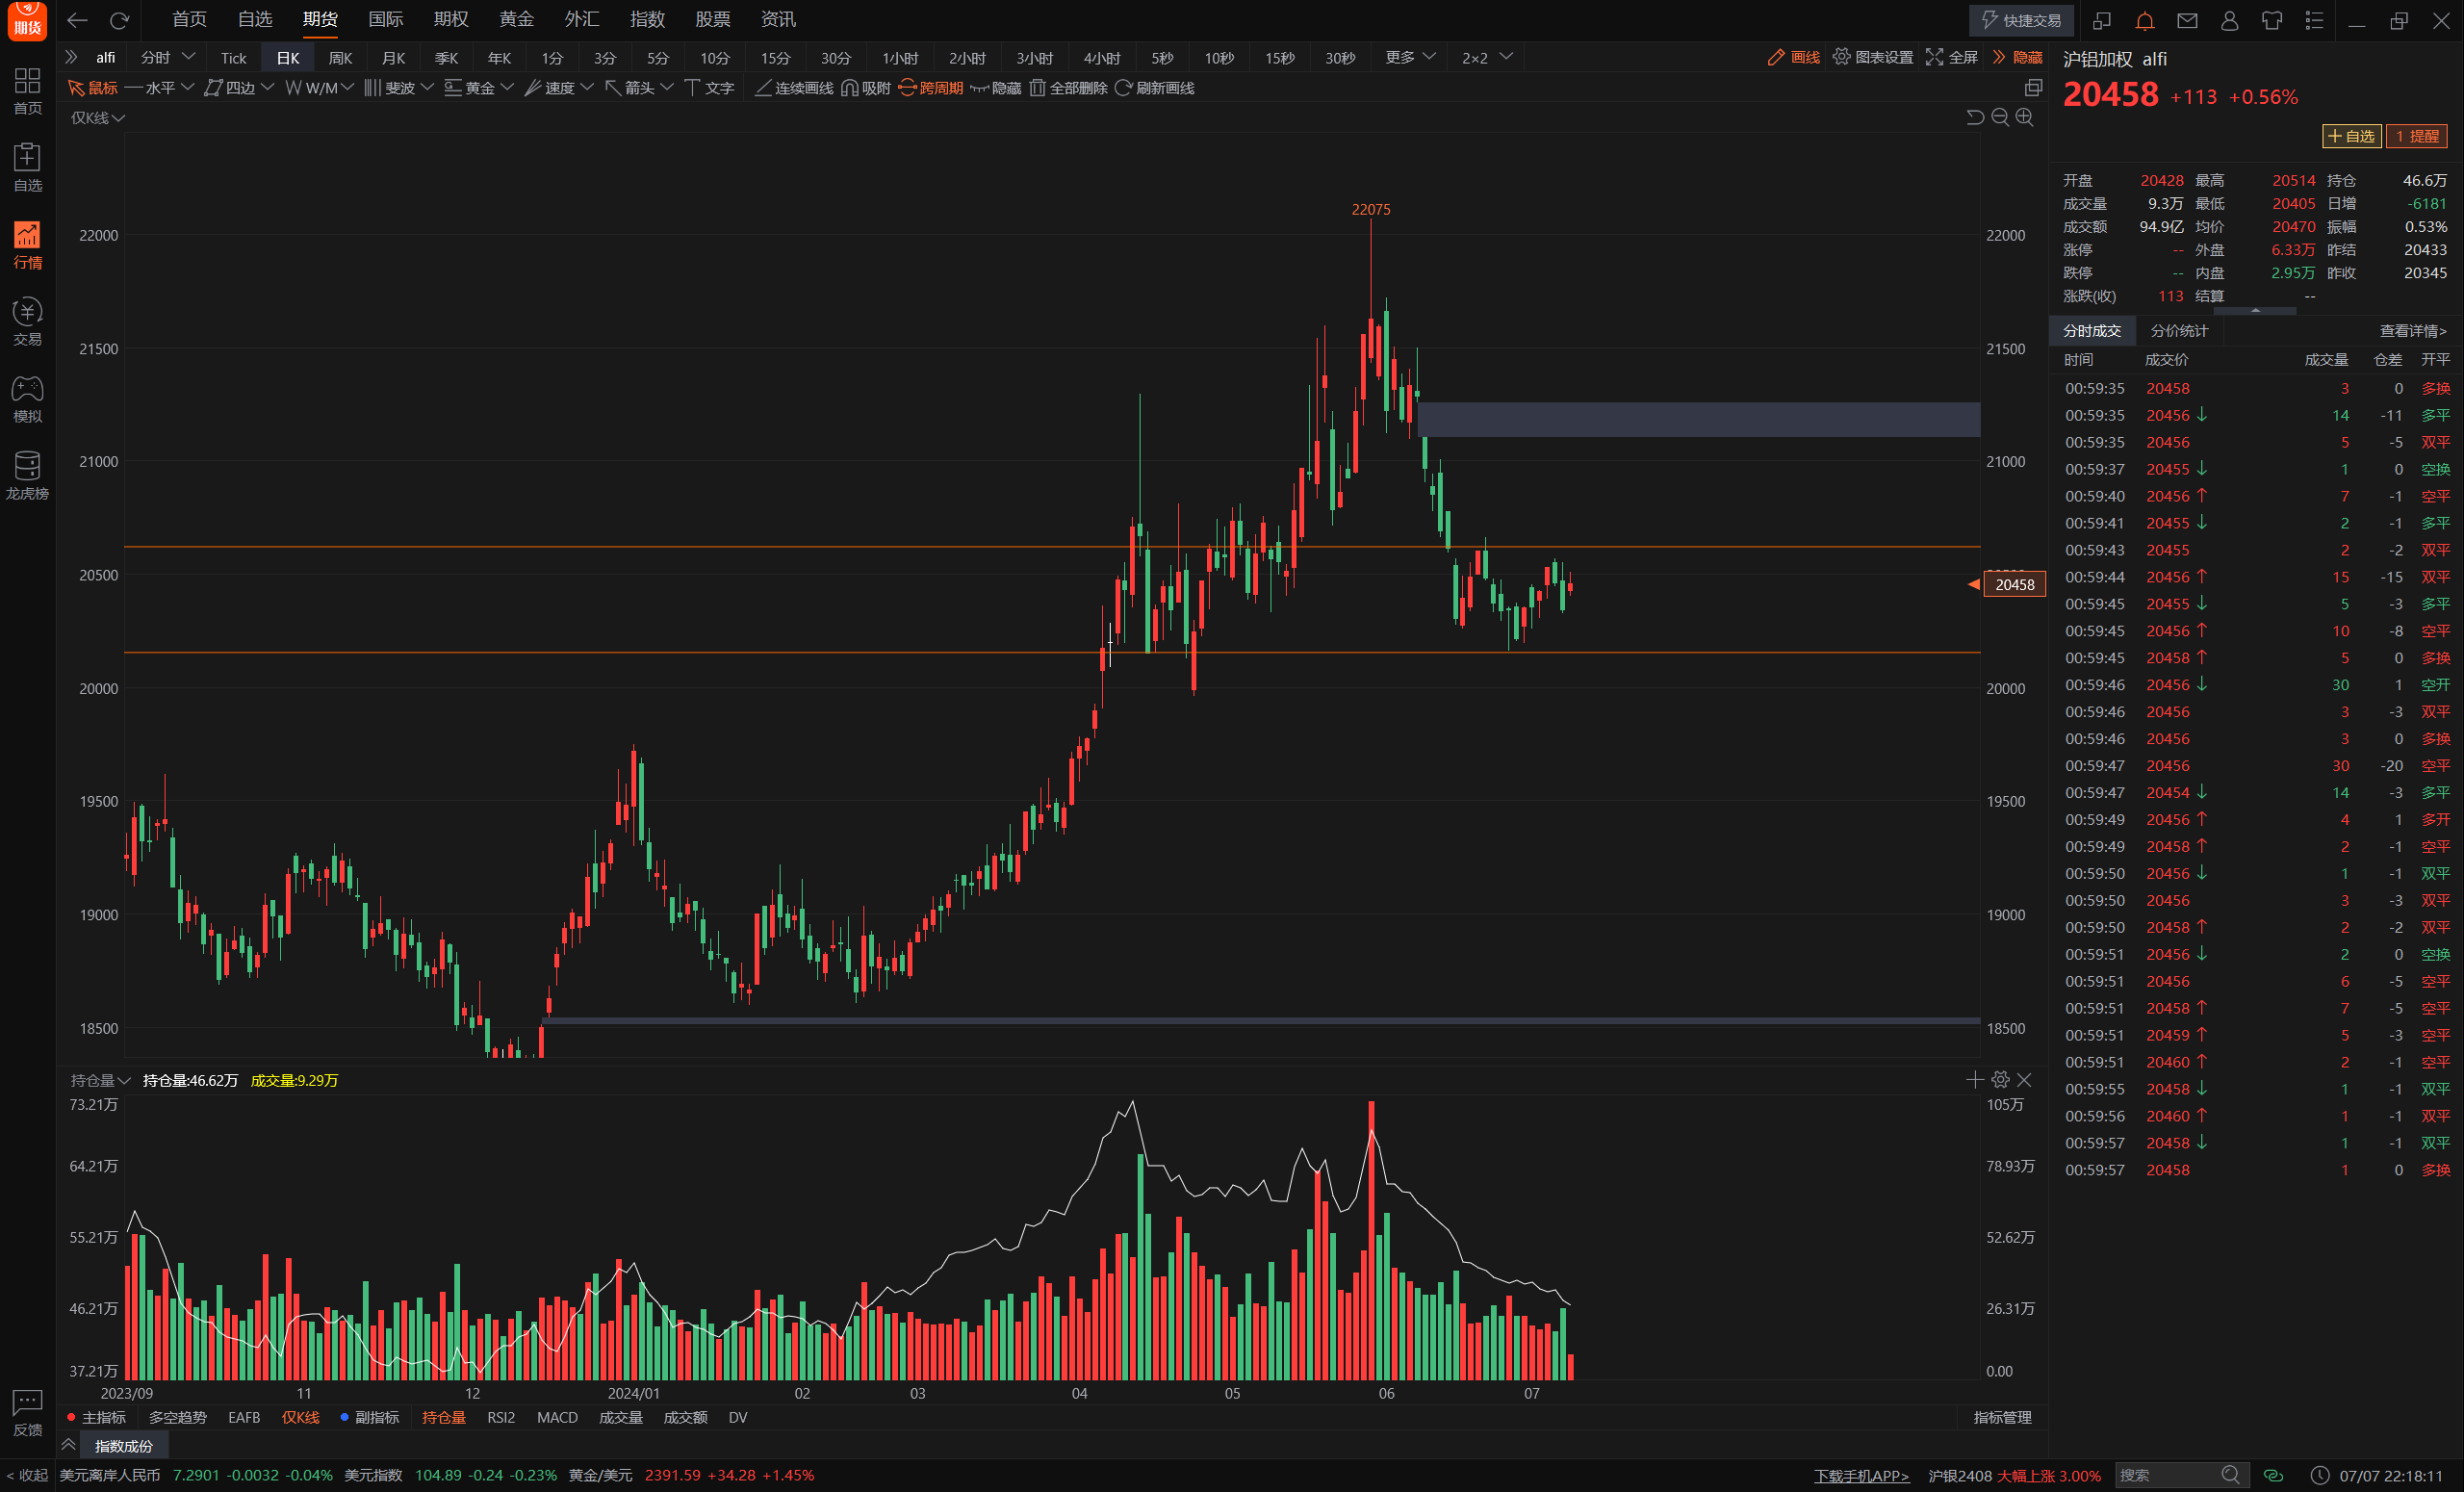 期货 首页 自选 期货 国际 期权 黄金 外汇 指数 股票 资讯 快捷交易
alfi 分时 Tick 日K 周K 月K 季K 年K 1分 3分 5分 10分 15分 30分 1小时 2小时 3小时 4小时 5秒 10秒 15秒 30秒 更多 2×2 画线 图表设置 全屏 隐藏
鼠标 水平 四边 W/M 斐波 黄金 速度 箭头 文字 连续画线 吸附 跨周期 隐藏 全部删除 刷新画线
仅K线
首页
自选
行情
交易
模拟
龙虎榜
反馈
< 收起
22075
22000 22000
21500 21500
21000 21000
20500
20458
20000 20000
19500 19500
19000 19000
18500 18500
持仓量 持仓量:46.62万 成交量:9.29万
73.21万 105万
64.21万 78.93万
55.21万 52.62万
46.21万 26.31万
37.21万 0.00
2023/09 11 12 2024/01 02 03 04 05 06 07
主指标 多空趋势 EAFB 仅K线 副指标 持仓量 RSI2 MACD 成交量 成交额 DV 指标管理
指数成份
沪铝加权 alfi
20458 +113 +0.56%
自选 1 提醒
开盘 20428 最高 20514 持仓 46.6万
成交量 9.3万 最低 20405 日增 -6181
成交额 94.9亿 均价 20470 振幅 0.53%
涨停 -- 外盘 6.33万 昨结 20433
跌停 -- 内盘 2.95万 昨收 20345
涨跌(收) 113 结算 --
分时成交 分价统计 查看详情>
时间 成交价 成交量 仓差 开平
00:59:35 20458 3 0 多换
00:59:35 20456↓ 14 -11 多平
00:59:35 20456 5 -5 双平
00:59:37 20455↓ 1 0 空换
00:59:40 20456↑ 7 -1 空平
00:59:41 20455↓ 2 -1 多平
00:59:43 20455 2 -2 双平
00:59:44 20456↑ 15 -15 双平
00:59:45 20455↓ 5 -3 多平
00:59:45 20456↑ 10 -8 空平
00:59:45 20458↑ 5 0 多换
00:59:46 20456↓ 30 1 空开
00:59:46 20456 3 -3 双平
00:59:46 20456 3 0 多换
00:59:47 20456 30 -20 空平
00:59:47 20454↓ 14 -3 多平
00:59:49 20456↑ 4 1 多开
00:59:49 20458↑ 2 -1 空平
00:59:50 20456↓ 1 -1 双平
00:59:50 20456 3 -3 双平
00:59:50 20458↑ 2 -2 双平
00:59:51 20456↓ 2 0 空换
00:59:51 20456 6 -5 空平
00:59:51 20458↑ 7 -5 空平
00:59:51 20459↑ 5 -3 空平
00:59:51 20460↑ 2 -1 空平
00:59:55 20458↓ 1 -1 双平
00:59:56 20460↑ 1 -1 双平
00:59:57 20458↓ 1 -1 双平
00:59:57 20458 1 0 多换
美元离岸人民币 7.2901 -0.0032 -0.04% 美元指数 104.89 -0.24 -0.23% 黄金/美元 2391.59 +34.28 +1.45% 下载手机APP> 沪银2408 大幅上涨 3.00% 搜索 07/07 22:18:11